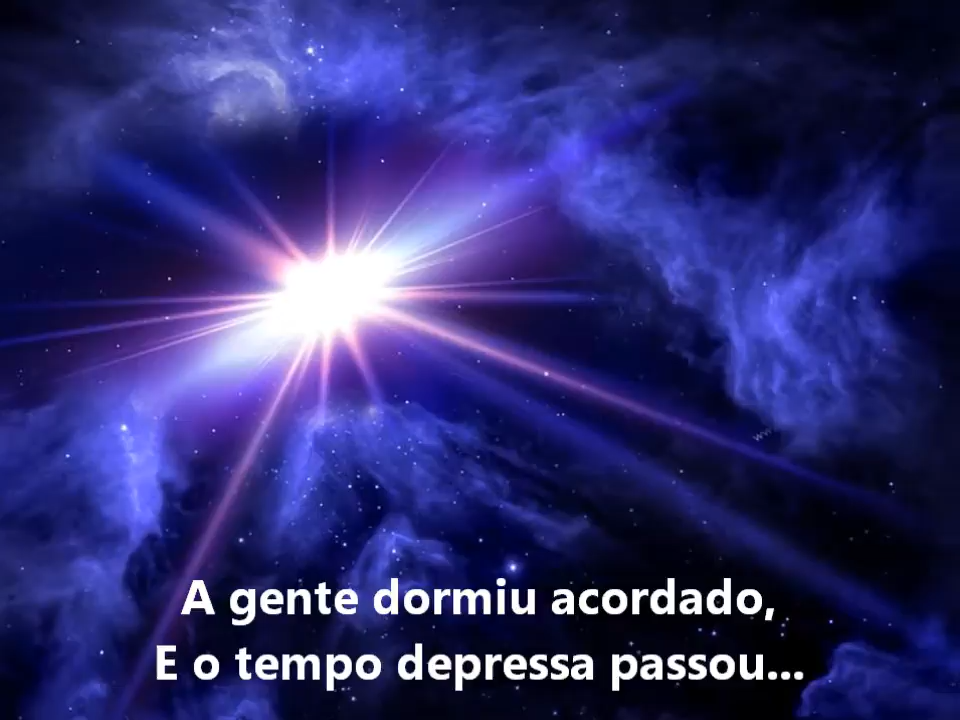 A gente dormiu acordado,
E o tempo depressa passou...